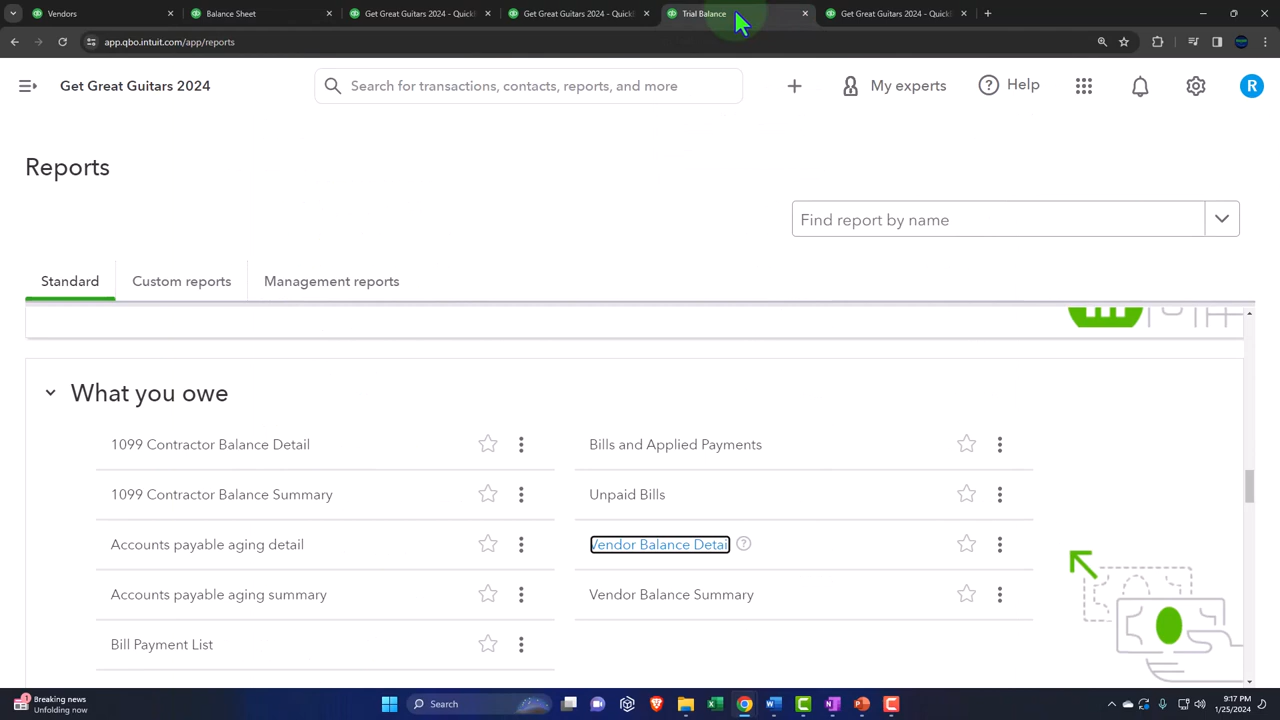 Vendors
Balance Sheet
Get Great Guitars 2024 - Quick
Get Great Guitars 2024 - Quick
Trial Balance
Get Great Guitars 2024 - Quick
app.qbo.intuit.com/app/reports
Get Great Guitars 2024
Search for transactions, contacts, reports, and more
My experts
Help
R
Reports
Find report by name
Standard
Custom reports
Management reports
What you owe
1099 Contractor Balance Detail
Bills and Applied Payments
1099 Contractor Balance Summary
Unpaid Bills
Accounts payable aging detail
Vendor Balance Detail
Accounts payable aging summary
Vendor Balance Summary
Bill Payment List
Breaking news
Unfolding now
Search
9:17 PM
1/25/2024